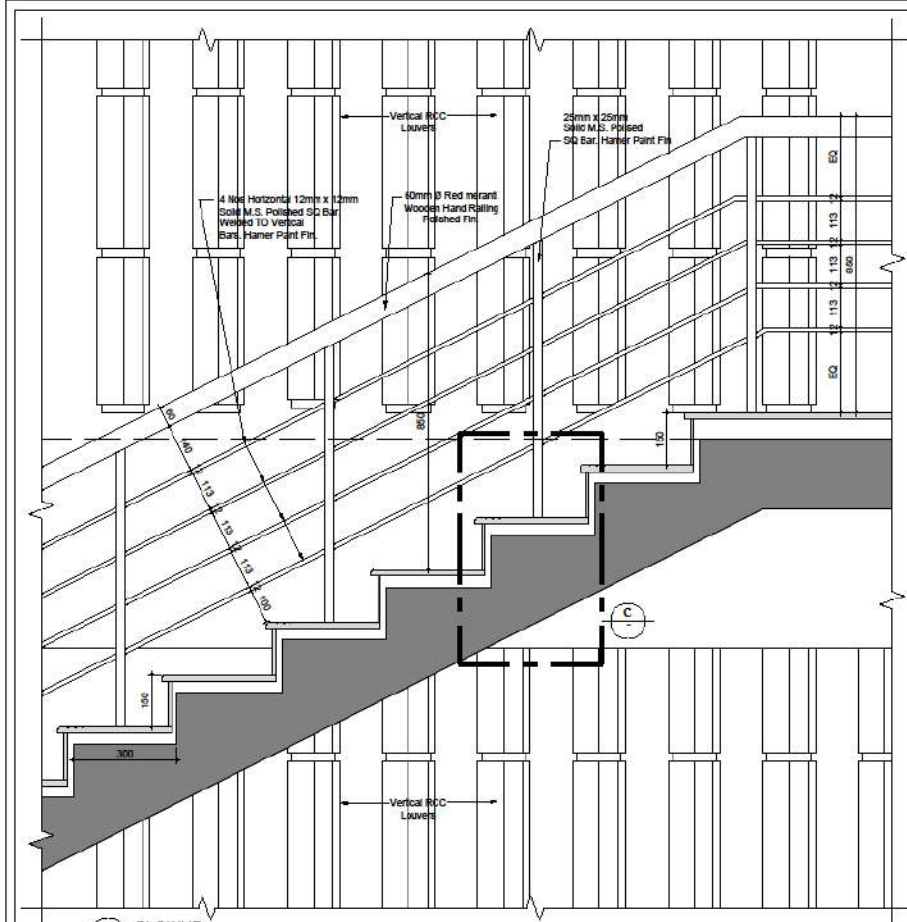 Vertical RCC
Louvers
25mm x 25mm
Solid M.S. Polised
SQ Bar. Hamer Paint Fin
4 Nos Horizontal 12mm x 12mm
Solid M.S. Polished SQ Bar.
Welded TO Vertical
Bars. Hamer Paint Fin.
60mm Ø Red meranti
Wooden Hand Railing
Polished Fin.
EQ
12
113
12
113
12
113
12
EQ
850
60
140
12
113
12
113
12
113
12
100
850
150
C
-
150
300
Vertical RCC
Louvers